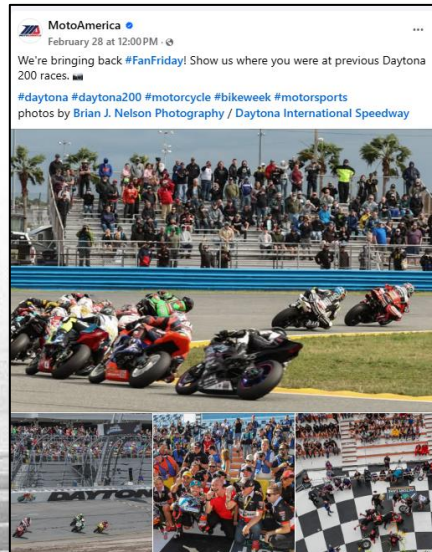 MotoAmerica
February 28 at 12:00 PM ·
We're bringing back #FanFriday! Show us where you were at previous Daytona
200 races. 📷
#daytona #daytona200 #motorcycle #bikeweek #motorsports
photos by Brian J. Nelson Photography / Daytona International Speedway
DAYTONA